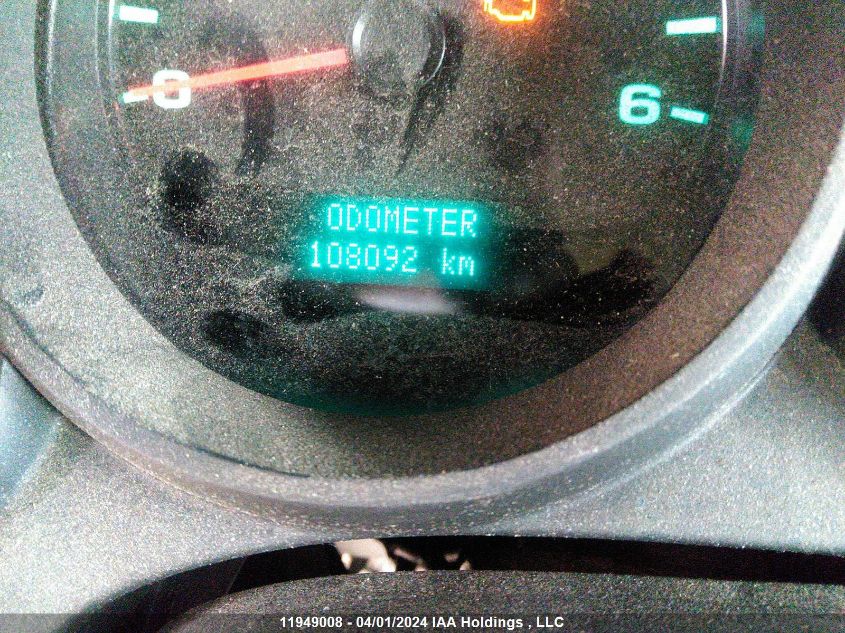 0
6
ODOMETER
108092 km
11949008 - 04/01/2024 IAA Holdings , LLC